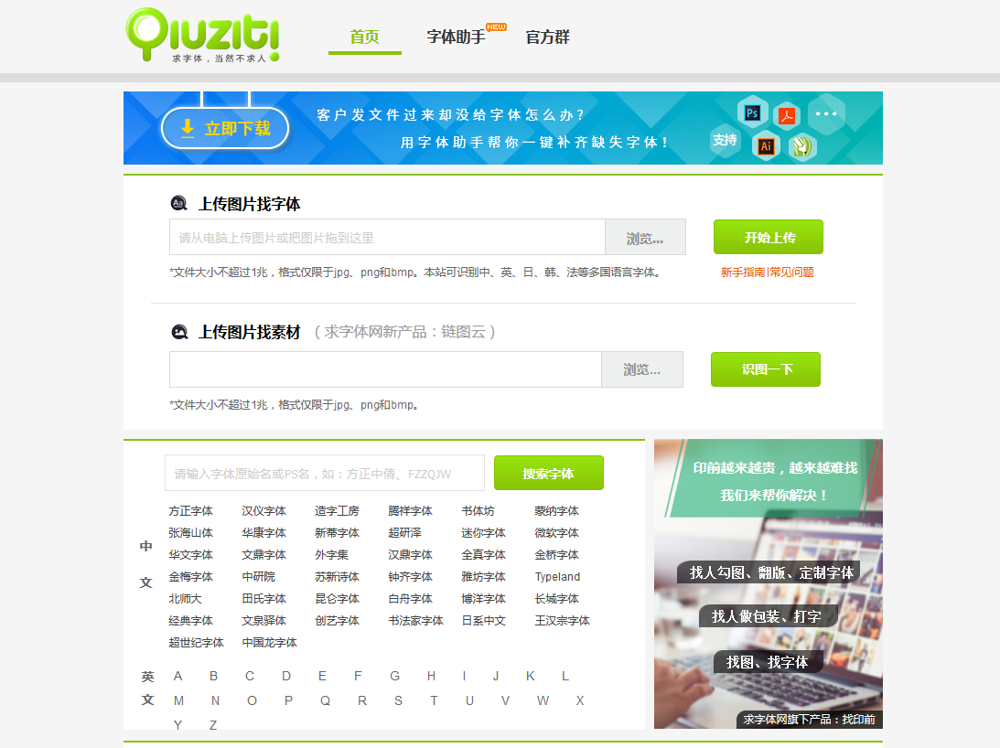 Qiuziti
求字体，当然不求人
首页 字体助手 NEW 官方群
立即下载
客户发文件过来却没给字体怎么办？
用字体助手帮你一键补齐缺失字体！
支持 Ps Ai
Aa 上传图片找字体
请从电脑上传图片或把图片拖到这里 浏览... 开始上传
*文件大小不超过1兆，格式仅限于jpg、png和bmp。本站可识别中、英、日、韩、法等多国语言字体。 新手指南|常见问题
上传图片找素材 （求字体网新产品：链图云）
浏览... 识图一下
*文件大小不超过1兆，格式仅限于jpg、png和bmp。
请输入字体原始名或PS名，如：方正中倩、FZZQJW 搜索字体
中文
方正字体 汉仪字体 造字工房 腾祥字体 书体坊 蒙纳字体
张海山体 华康字体 新蒂字体 超研泽 迷你字体 微软字体
华文字体 文鼎字体 外字集 汉鼎字体 全真字体 金桥字体
金梅字体 中研院 苏新诗体 钟齐字体 雅坊字体 Typeland
北师大 田氏字体 昆仑字体 白舟字体 博洋字体 长城字体
经典字体 文泉驿体 创艺字体 书法家字体 日系中文 王汉宗字体
超世纪字体 中国龙字体
英文
A B C D E F G H I J K L
M N O P Q R S T U V W X
Y Z
印前越来越贵，越来越难找
我们来帮你解决！
找人勾图、翻版、定制字体
找人做包装、打字
找图、找字体
求字体网旗下产品：找印前